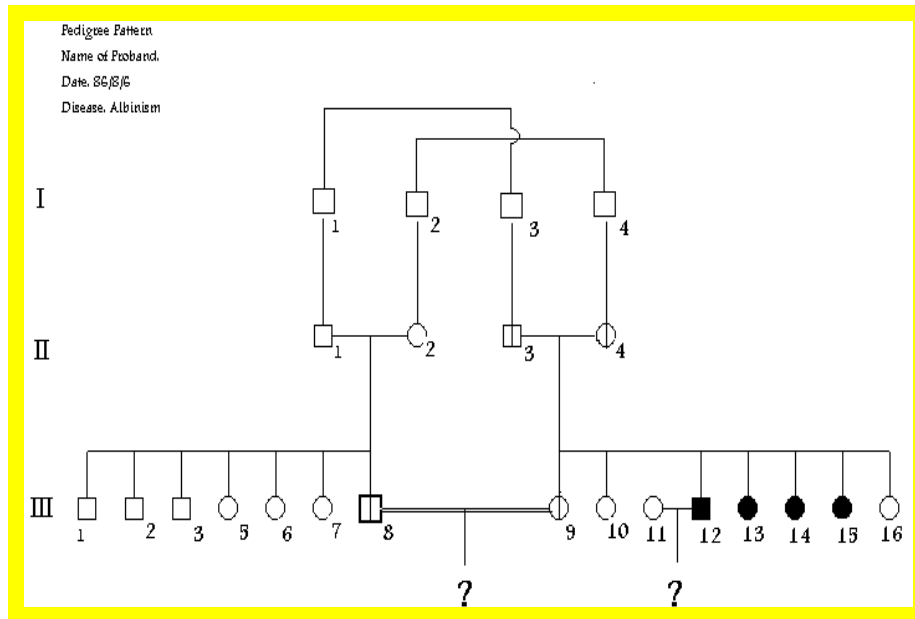 Pedigree Pattern
Name of Proband.
Date. 86/8/6
Disease. Albinism
I
1 2 3 4
II
1 2 3 4
III
1 2 3 5 6 7 8 9 10 11 12 13 14 15 16
? ?